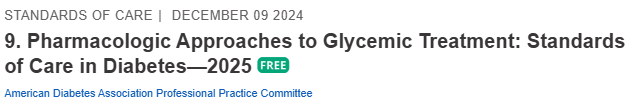 STANDARDS OF CARE | DECEMBER 09 2024
9. Pharmacologic Approaches to Glycemic Treatment: Standards
of Care in Diabetes—2025 FREE
American Diabetes Association Professional Practice Committee